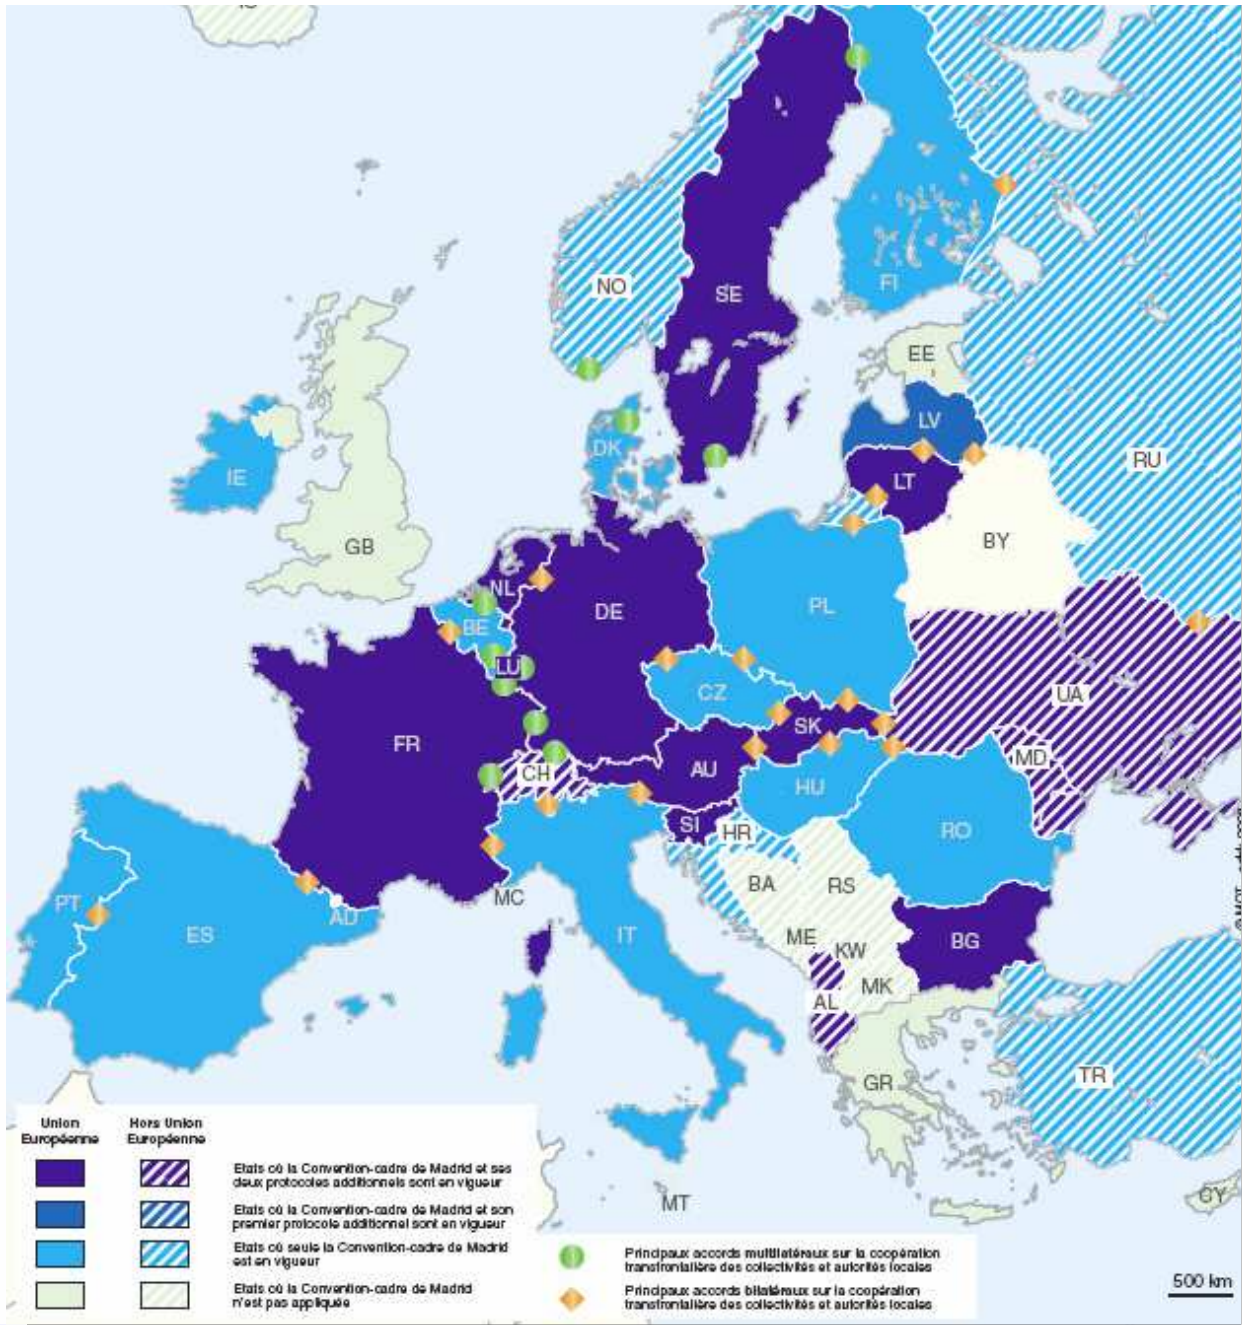 NO
SE
FI
EE
LV
LT
RU
BY
IE
GB
DK
NL
BE
LU
DE
PL
CZ
SK
UA
MD
FR
CH
AU
HU
RO
SI
HR
BA
RS
ME
KW
MK
AL
BG
GR
TR
PT
ES
AD
MC
IT
MT
CY
Union
Européenne
Hors Union
Européenne
Etats où la Convention-cadre de Madrid et ses
deux protocoles additionnels sont en vigueur
Etats où la Convention-cadre de Madrid et son
premier protocole additionnel sont en vigueur
Etats où seule la Convention-cadre de Madrid
est en vigueur
Etats où la Convention-cadre de Madrid
n'est pas appliquée
Principaux accords multilatéraux sur la coopération
transfrontalière des collectivités et autorités locales
Principaux accords bilatéraux sur la coopération
transfrontalière des collectivités et autorités locales
500 km